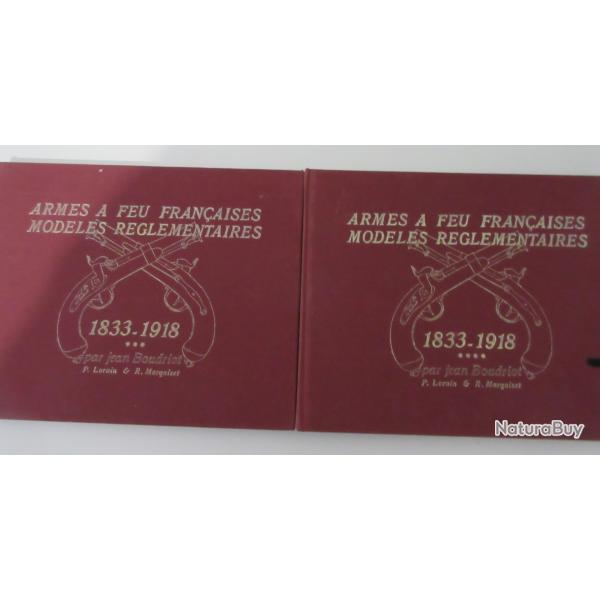 ARMES A FEU FRANÇAISES
MODELES REGLEMENTAIRES
1833-1918
***
par jean Boudriot
P. Lorain & R. Marquiset
ARMES A FEU FRANÇAISES
MODELES REGLEMENTAIRES
1833-1918
****
par jean Boudriot
P. Lorain & R. Marquiset
NaturaBuy